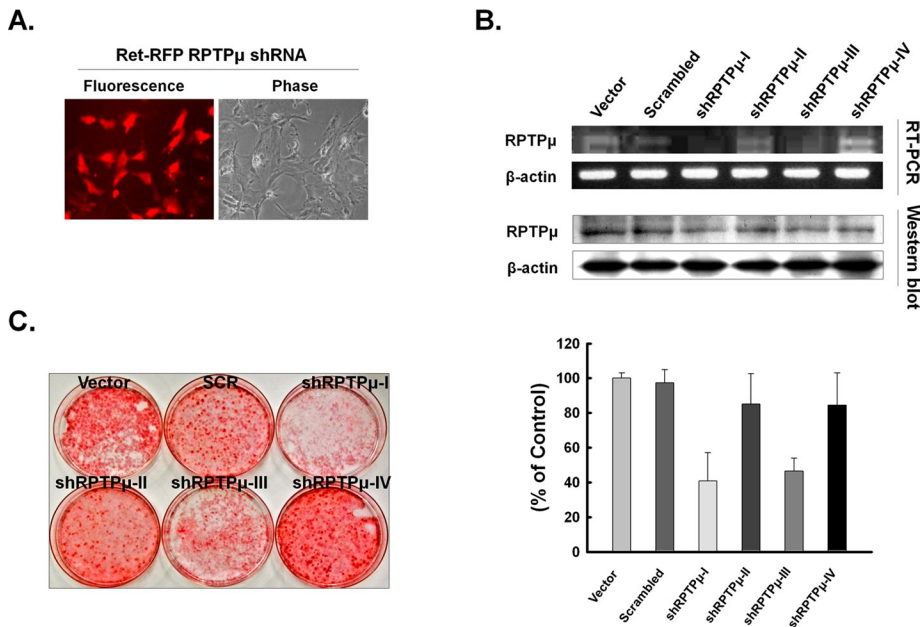 A.
Ret-RFP RPTPμ shRNA
Fluorescence Phase
B.
Vector Scrambled shRPTPμ-I shRPTPμ-II shRPTPμ-III shRPTPμ-IV
RPTPμ
β-actin
RT-PCR
RPTPμ
β-actin
Western blot
C.
Vector SCR shRPTPμ-I
shRPTPμ-II shRPTPμ-III shRPTPμ-IV
(% of Control)
120
100
80
60
40
20
0
Vector Scrambled shRPTPμ-I shRPTPμ-II shRPTPμ-III shRPTPμ-IV